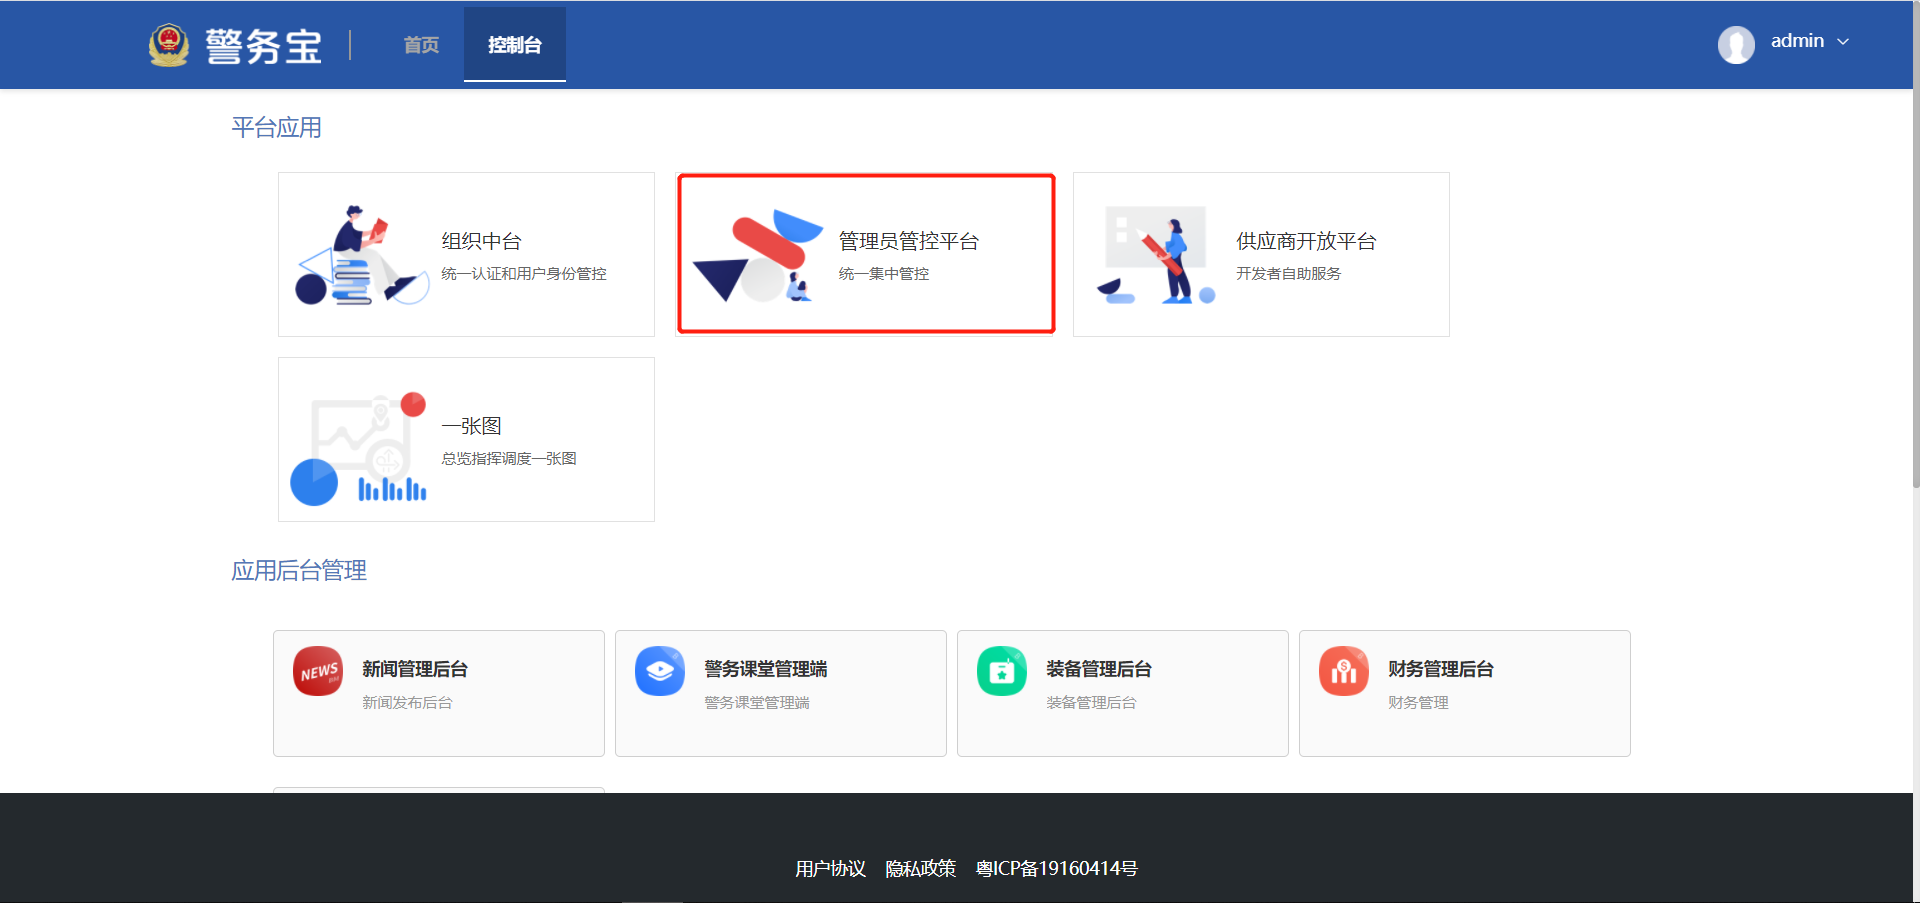 警务宝 首页 控制台 admin
平台应用
组织中台
统一认证和用户身份管控
管理员管控平台
统一集中管控
供应商开放平台
开发者自助服务
一张图
总览指挥调度一张图
应用后台管理
NEWS
新闻管理后台
新闻发布后台
警务课堂管理端
警务课堂管理端
装备管理后台
装备管理后台
财务管理后台
财务管理
用户协议 隐私政策 粤ICP备19160414号